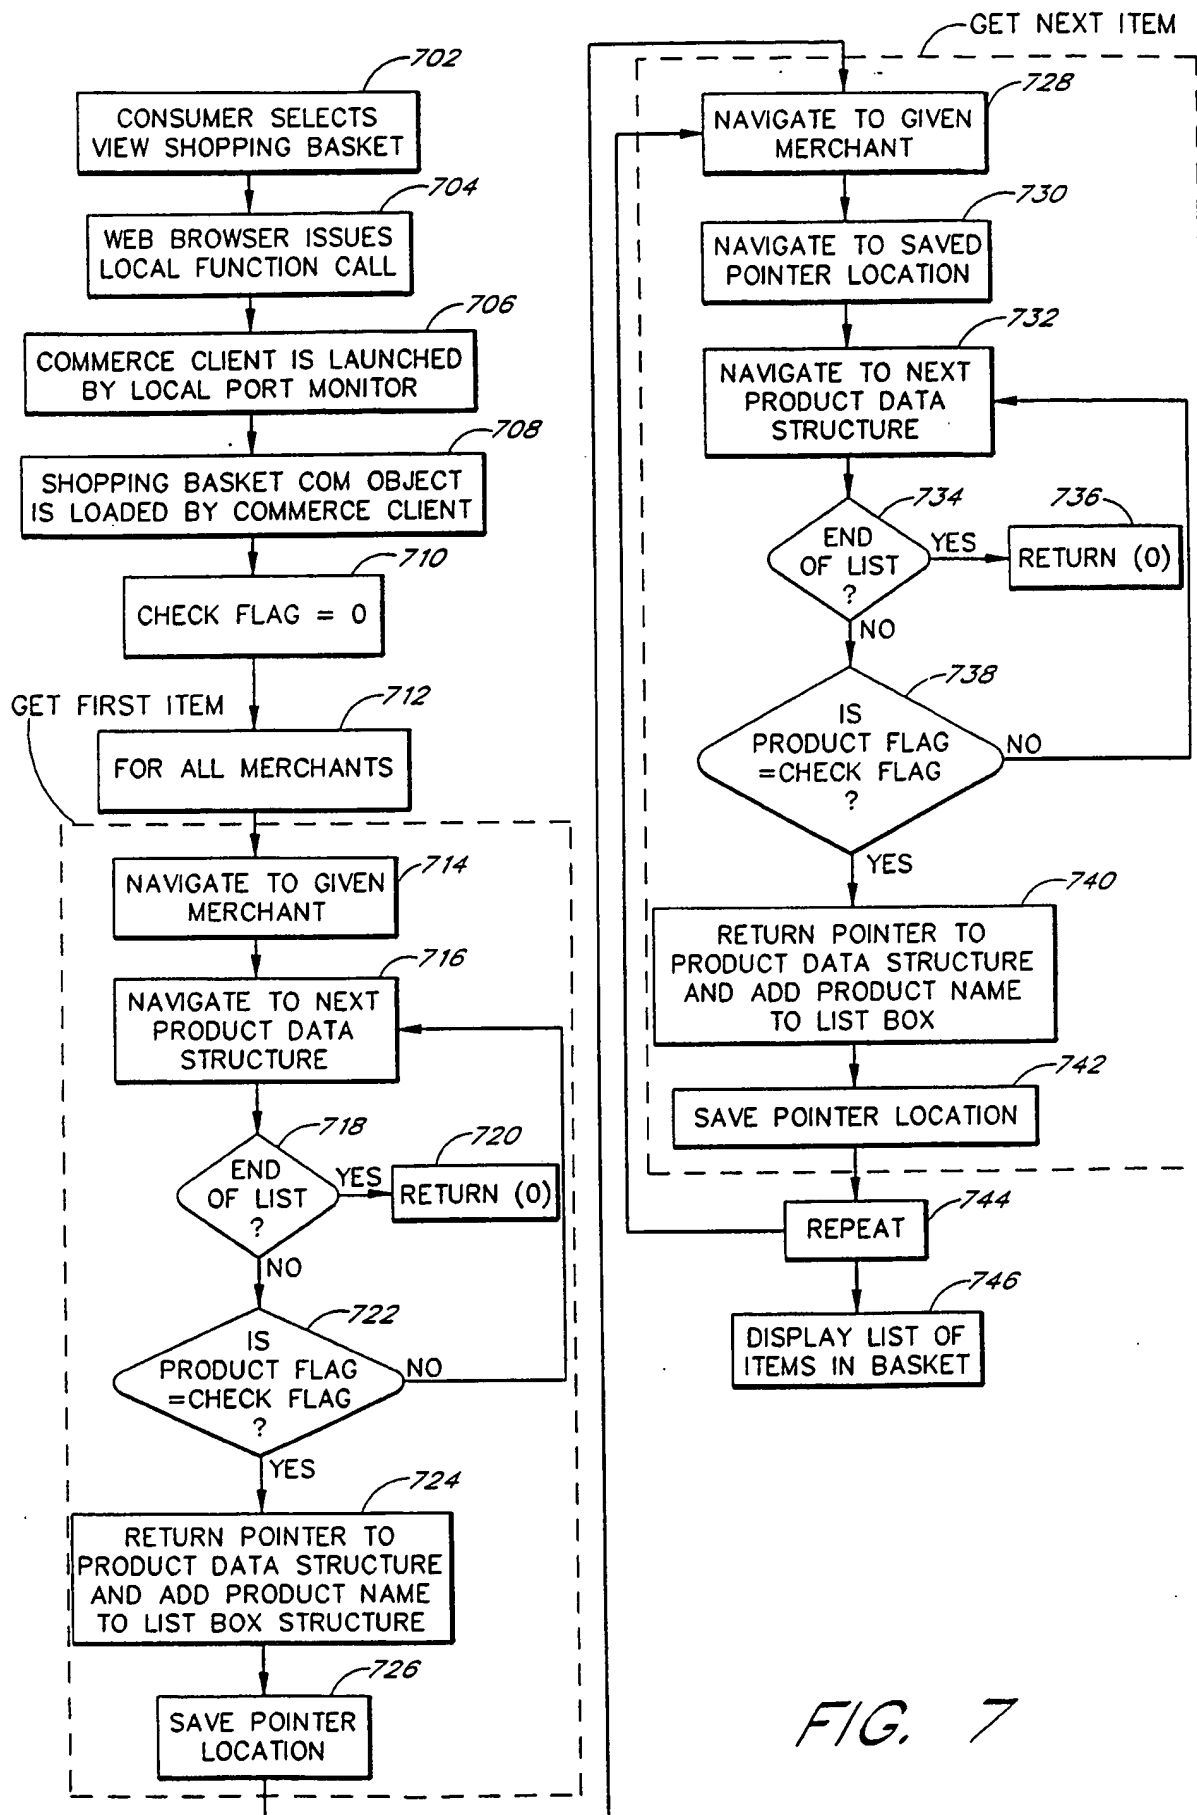 702
CONSUMER SELECTS
VIEW SHOPPING BASKET
704
WEB BROWSER ISSUES
LOCAL FUNCTION CALL
706
COMMERCE CLIENT IS LAUNCHED
BY LOCAL PORT MONITOR
708
SHOPPING BASKET COM OBJECT
IS LOADED BY COMMERCE CLIENT
710
CHECK FLAG = 0
GET FIRST ITEM
712
FOR ALL MERCHANTS
714
NAVIGATE TO GIVEN
MERCHANT
716
NAVIGATE TO NEXT
PRODUCT DATA
STRUCTURE
718
END
OF LIST
?
YES
720
RETURN (0)
NO
722
IS
PRODUCT FLAG
=CHECK FLAG
?
NO
YES
724
RETURN POINTER TO
PRODUCT DATA STRUCTURE
AND ADD PRODUCT NAME
TO LIST BOX STRUCTURE
726
SAVE POINTER
LOCATION
GET NEXT ITEM
728
NAVIGATE TO GIVEN
MERCHANT
730
NAVIGATE TO SAVED
POINTER LOCATION
732
NAVIGATE TO NEXT
PRODUCT DATA
STRUCTURE
734
END
OF LIST
?
YES
736
RETURN (0)
NO
738
IS
PRODUCT FLAG
=CHECK FLAG
?
NO
YES
740
RETURN POINTER TO
PRODUCT DATA STRUCTURE
AND ADD PRODUCT NAME
TO LIST BOX
742
SAVE POINTER LOCATION
744
REPEAT
746
DISPLAY LIST OF
ITEMS IN BASKET
FIG. 7